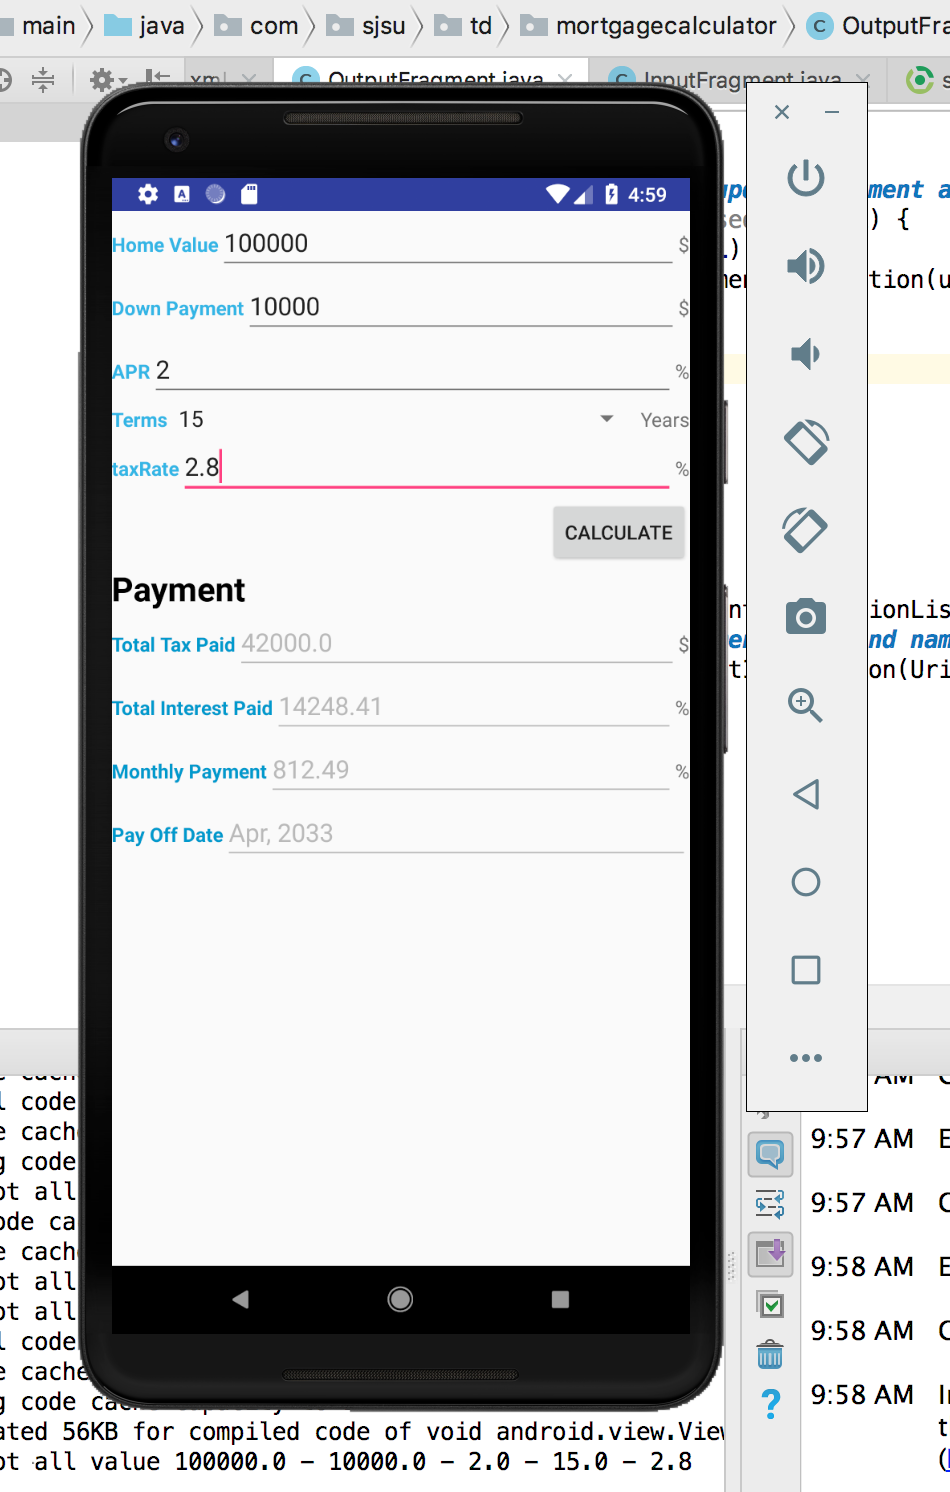 main java com sjsu td mortgagecalculator OutputFra
xml OutputFragment.java InputFragment.java s
4:59
ment a
) {
)
tion(u
Home Value 100000 $
Down Payment 10000 $
APR 2 %
Terms 15 Years
taxRate 2.8 %
CALCULATE
Payment
ionLis
nd nam
on(Uri
Total Tax Paid 42000.0 $
Total Interest Paid 14248.41 %
Monthly Payment 812.49 %
Pay Off Date Apr, 2033
e cach
l code
e cach
g code
ot all
ode ca
e cach
ot all
ot all
l code
e cache
g code
ated 56KB for compiled code of void android.view.View
ot all value 100000.0 - 10000.0 - 2.0 - 15.0 - 2.8
AM
9:57 AM E
9:57 AM C
9:58 AM E
9:58 AM C
9:58 AM In
t
(